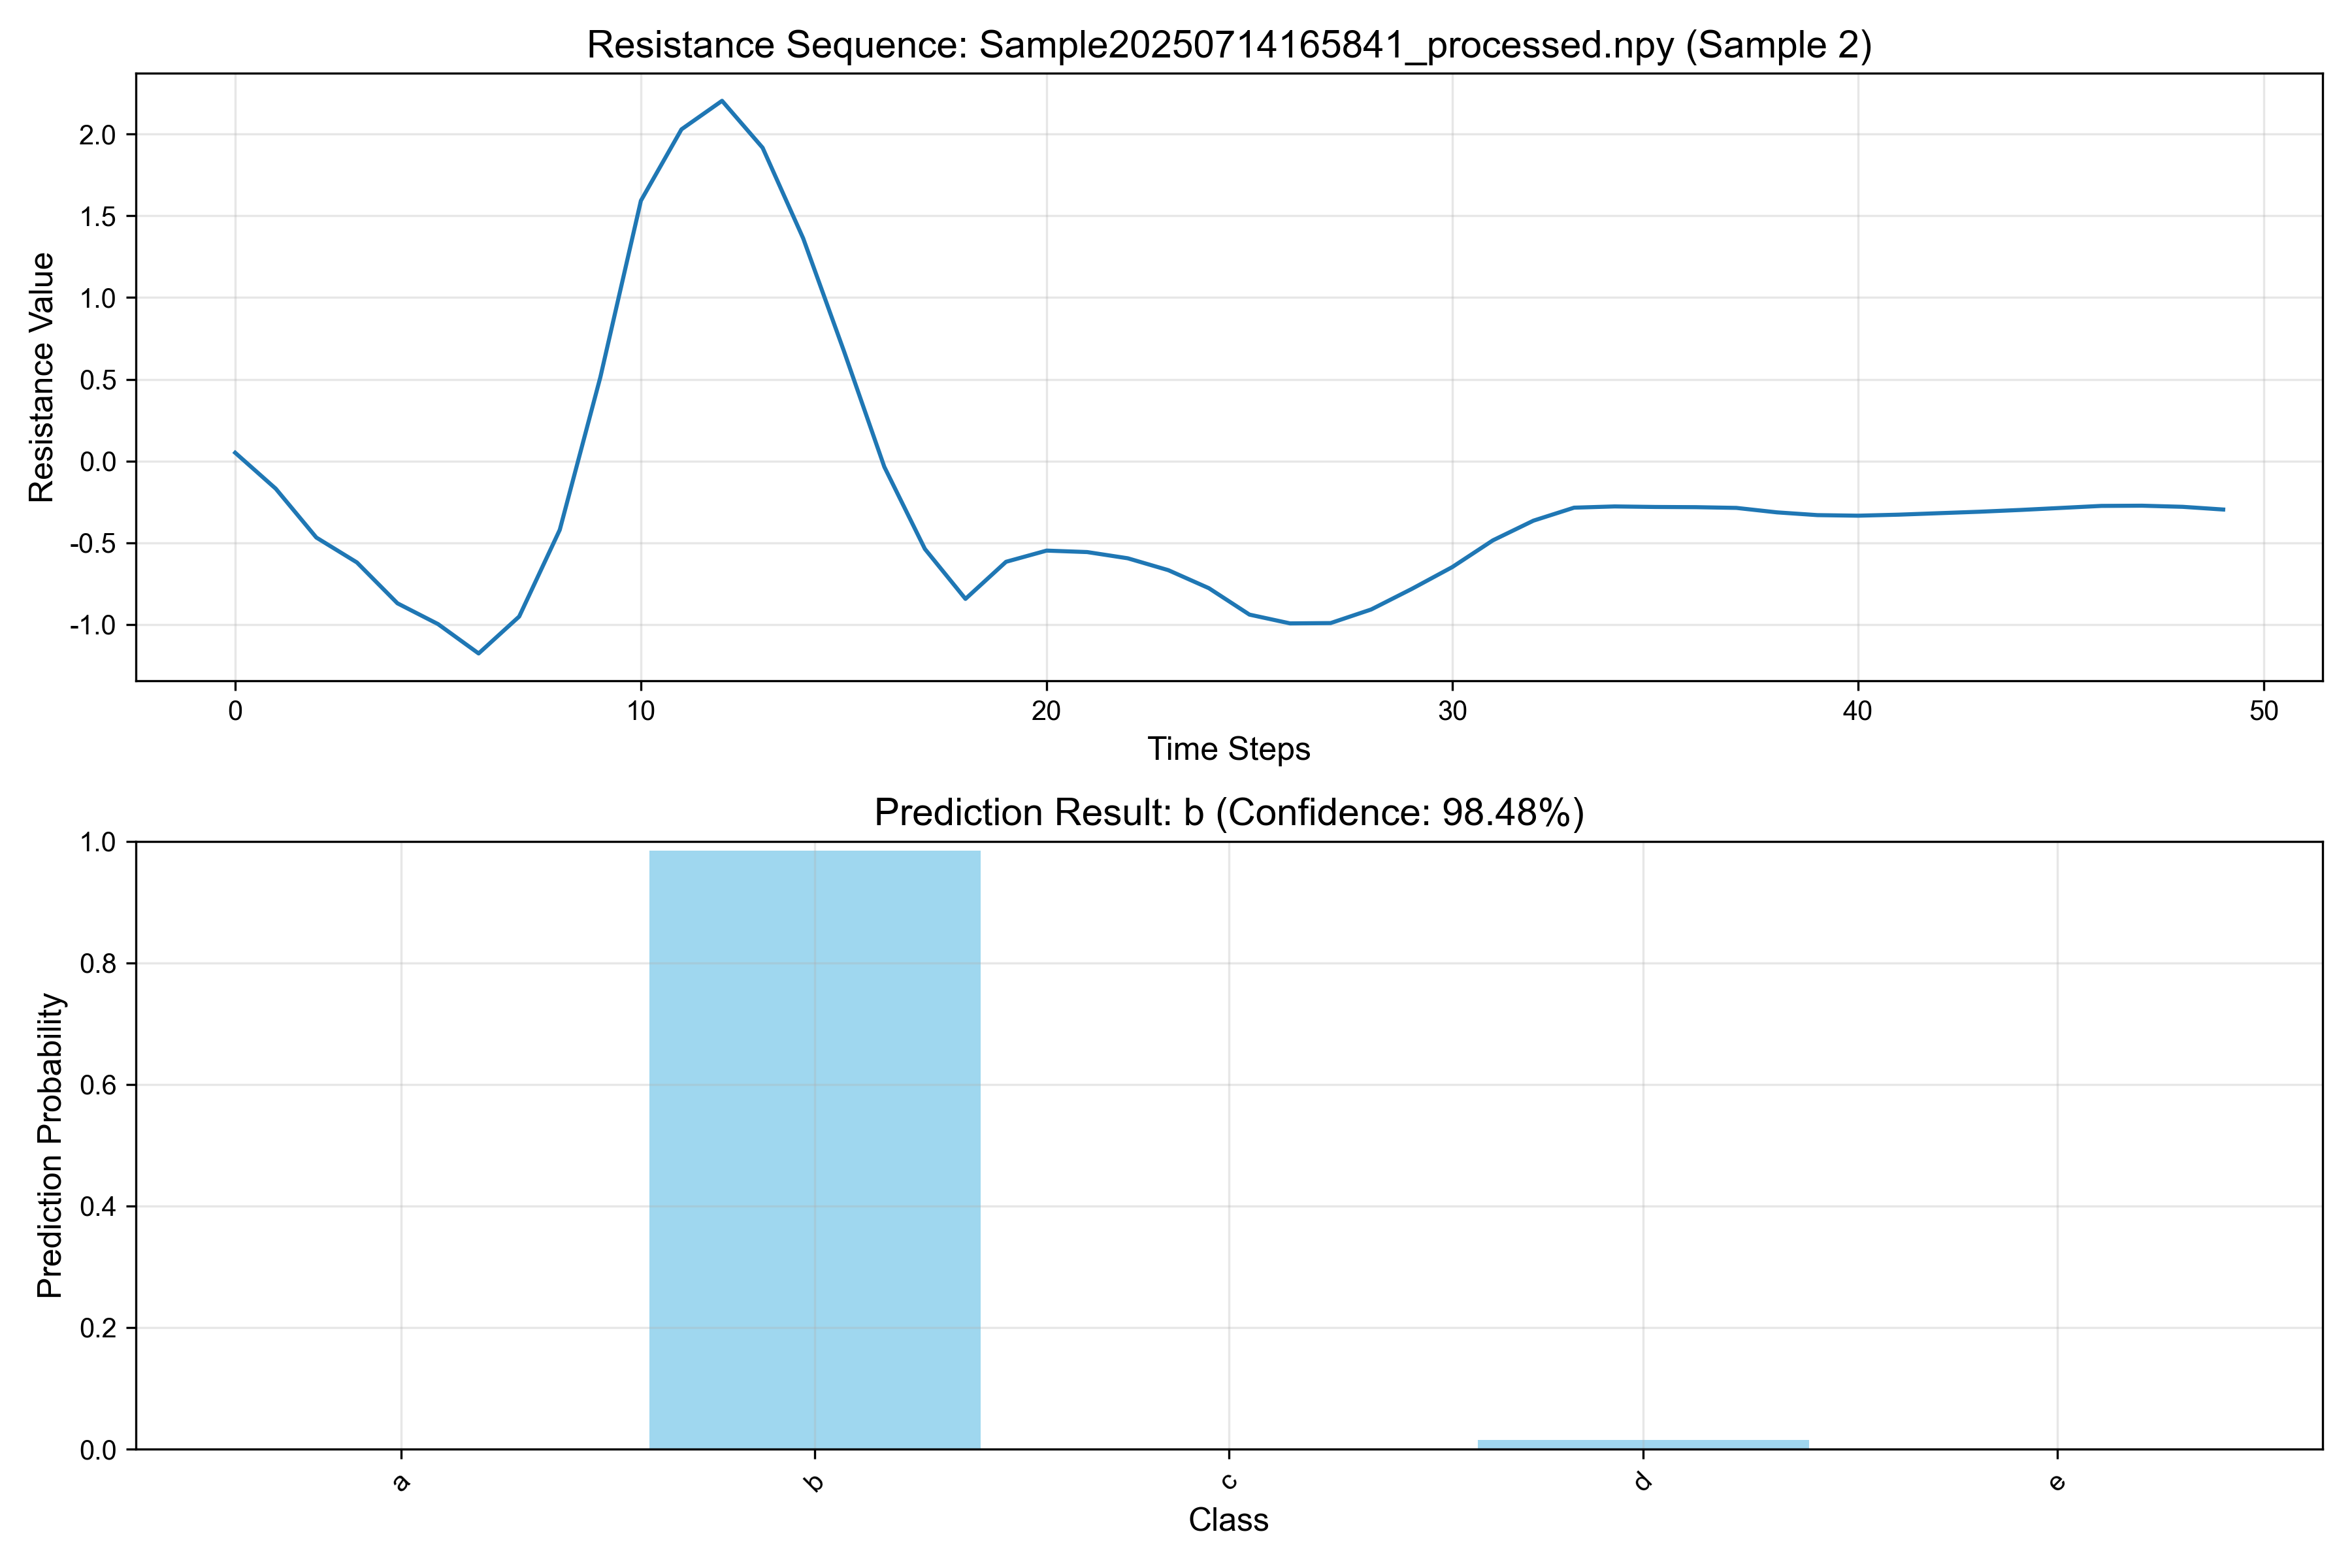 Resistance Sequence: Sample20250714165841_processed.npy (Sample 2)
Resistance Value
2.0
1.5
1.0
0.5
0.0
-0.5
-1.0
0 10 20 30 40 50
Time Steps
Prediction Result: b (Confidence: 98.48%)
Prediction Probability
1.0
0.8
0.6
0.4
0.2
0.0
a b c d e
Class